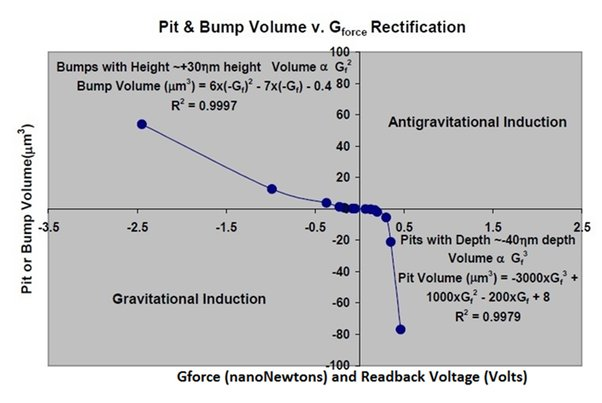 Pit & Bump Volume v. Gforce Rectification
Bumps with Height ~+30ηm height Volume α Gf²
Bump Volume (µm³) = 6x(-Gf)² - 7x(-Gf) - 0.4
R² = 0.9997
Antigravitational Induction
Gravitational Induction
Pits with Depth ~-40ηm depth
Volume α Gf³
Pit Volume (µm³) = -3000xGf³ +
1000xGf² - 200xGf + 8
R² = 0.9979
Pit or Bump Volume(µm³)
100
80
60
40
20
0
-20
-40
-60
-80
-100
-3.5 -2.5 -1.5 -0.5 0.5 1.5 2.5
Gforce (nanoNewtons) and Readback Voltage (Volts)